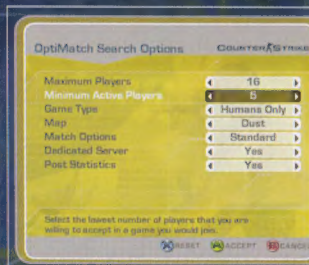 OptiMatch Search Options COUNTER STRIKE
Maximum Players 16
Minimum Active Players 5
Game Type Humans Only
Map Dust
Match Options Standard
Dedicated Server Yes
Post Statistics Yes
Select the lowest number of players that you are
willing to accept in a game you would join.
RESET ACCEPT CANCEL